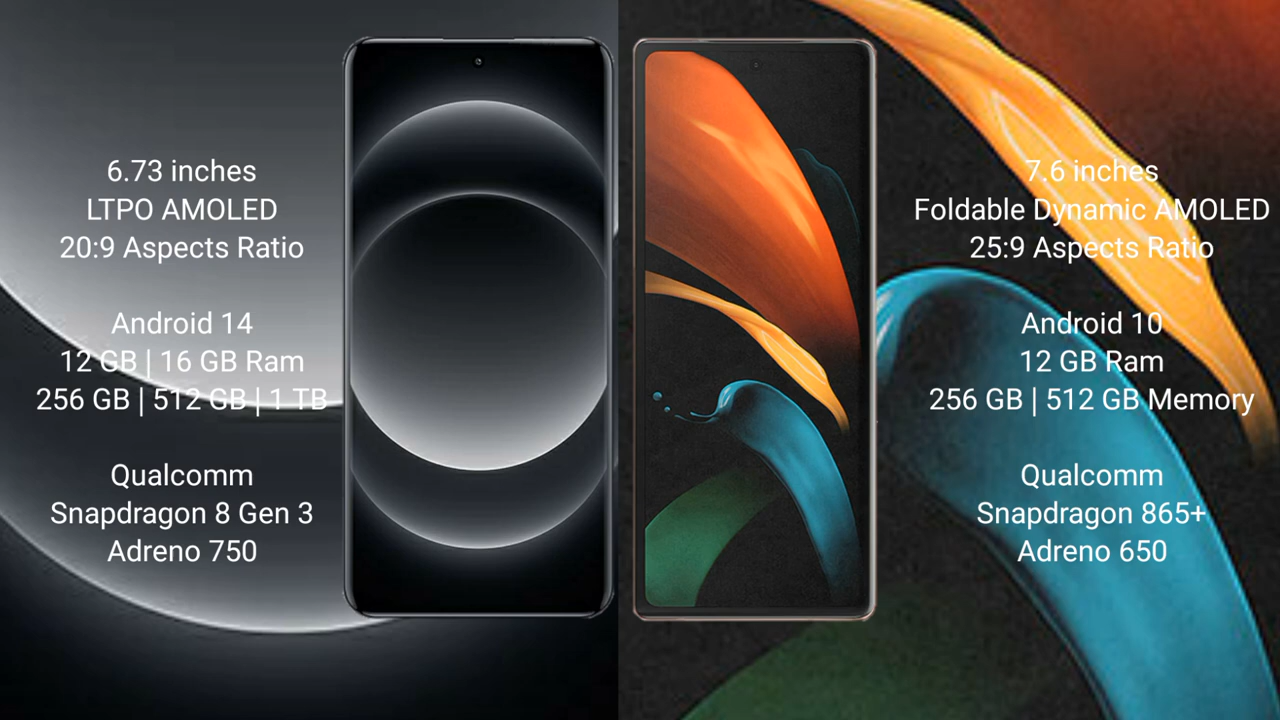 6.73 inches
LTPO AMOLED
20:9 Aspects Ratio
Android 14
12 GB | 16 GB Ram
256 GB | 512 GB | 1 TB
Qualcomm
Snapdragon 8 Gen 3
Adreno 750
7.6 inches
Foldable Dynamic AMOLED
25:9 Aspects Ratio
Android 10
12 GB Ram
256 GB | 512 GB Memory
Qualcomm
Snapdragon 865+
Adreno 650